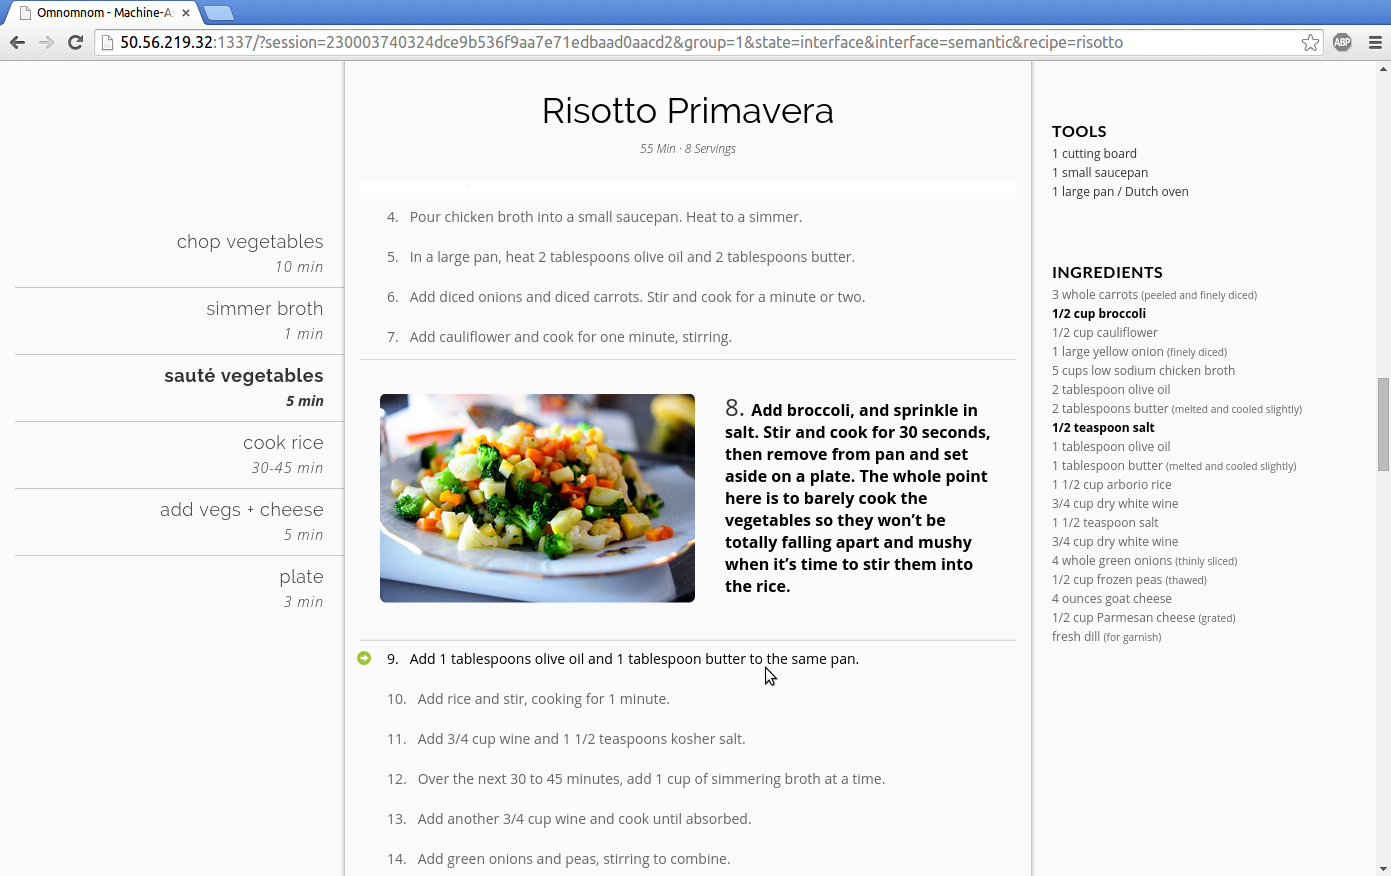 Omnomnom - Machine-A
50.56.219.32:1337/?session=230003740324dce9b536f9aa7e71edbaad0aacd2&group=1&state=interface&interface=semantic&recipe=risotto
ABP
chop vegetables
10 min
simmer broth
1 min
sauté vegetables
5 min
cook rice
30-45 min
add vegs + cheese
5 min
plate
3 min
Risotto Primavera
55 Min · 8 Servings
4. Pour chicken broth into a small saucepan. Heat to a simmer.
5. In a large pan, heat 2 tablespoons olive oil and 2 tablespoons butter.
6. Add diced onions and diced carrots. Stir and cook for a minute or two.
7. Add cauliflower and cook for one minute, stirring.
8. Add broccoli, and sprinkle in
salt. Stir and cook for 30 seconds,
then remove from pan and set
aside on a plate. The whole point
here is to barely cook the
vegetables so they won’t be
totally falling apart and mushy
when it’s time to stir them into
the rice.
9. Add 1 tablespoons olive oil and 1 tablespoon butter to the same pan.
10. Add rice and stir, cooking for 1 minute.
11. Add 3/4 cup wine and 1 1/2 teaspoons kosher salt.
12. Over the next 30 to 45 minutes, add 1 cup of simmering broth at a time.
13. Add another 3/4 cup wine and cook until absorbed.
14. Add green onions and peas, stirring to combine.
TOOLS
1 cutting board
1 small saucepan
1 large pan / Dutch oven
INGREDIENTS
3 whole carrots (peeled and finely diced)
1/2 cup broccoli
1/2 cup cauliflower
1 large yellow onion (finely diced)
5 cups low sodium chicken broth
2 tablespoon olive oil
2 tablespoons butter (melted and cooled slightly)
1/2 teaspoon salt
1 tablespoon olive oil
1 tablespoon butter (melted and cooled slightly)
1 1/2 cup arborio rice
3/4 cup dry white wine
1 1/2 teaspoon salt
3/4 cup dry white wine
4 whole green onions (thinly sliced)
1/2 cup frozen peas (thawed)
4 ounces goat cheese
1/2 cup Parmesan cheese (grated)
fresh dill (for garnish)